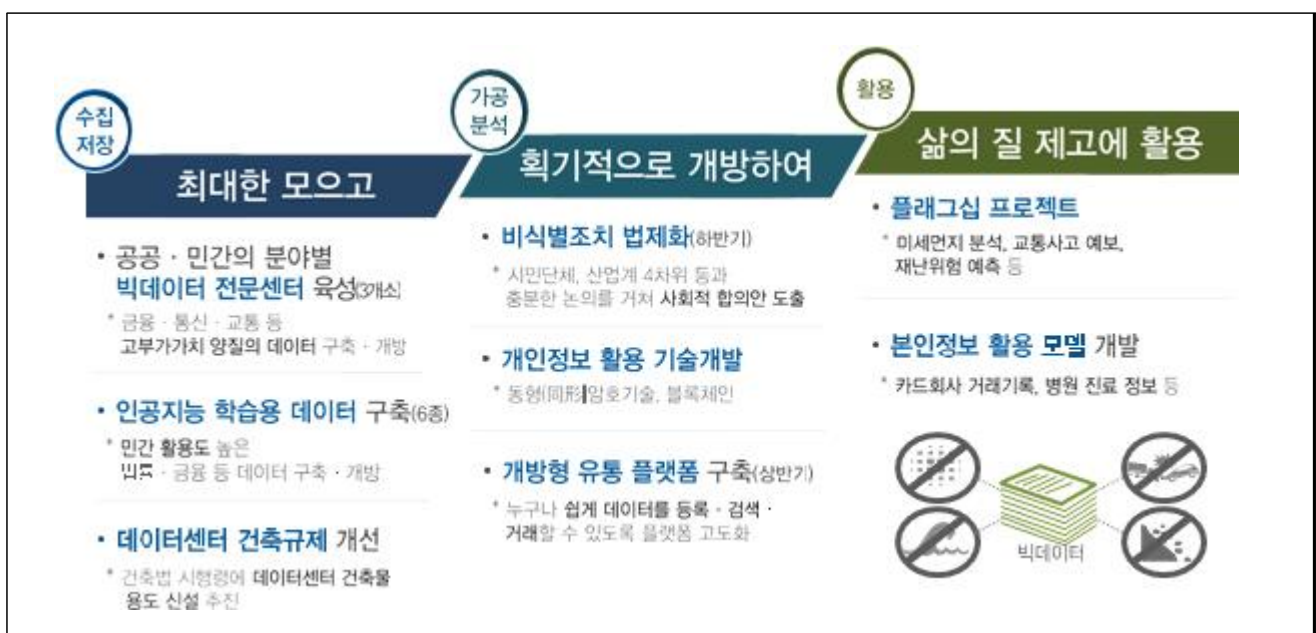 수집
저장
최대한 모으고
• 공공 · 민간의 분야별
빅데이터 전문센터 육성(3개소)
* 금융 · 통신 · 교통 등
고부가가치 양질의 데이터 구축 · 개방
• 인공지능 학습용 데이터 구축(6종)
* 민간 활용도 높은
법률 · 금융 등 데이터 구축 · 개방
• 데이터센터 건축규제 개선
* 건축법 시행령에 데이터센터 건축물
용도 신설 추진
가공
분석
획기적으로 개방하여
• 비식별조치 법제화(하반기)
* 시민단체, 산업계 4차위 등과
충분한 논의를 거쳐 사회적 합의안 도출
• 개인정보 활용 기술개발
* 동형(同形)암호기술, 블록체인
• 개방형 유통 플랫폼 구축(상반기)
* 누구나 쉽게 데이터를 등록 · 검색 ·
거래할 수 있도록 플랫폼 고도화
활용
삶의 질 제고에 활용
• 플래그십 프로젝트
* 미세먼지 분석, 교통사고 예보,
재난위험 예측 등
• 본인정보 활용 모델 개발
* 카드회사 거래기록, 병원 진료 정보 등
빅데이터